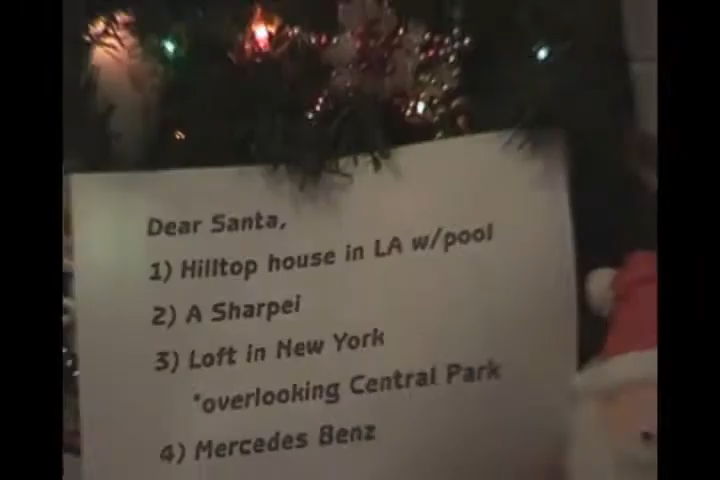 Dear Santa,
1) Hilltop house in LA w/pool
2) A Sharpei
3) Loft in New York
*overlooking Central Park
4) Mercedes Benz